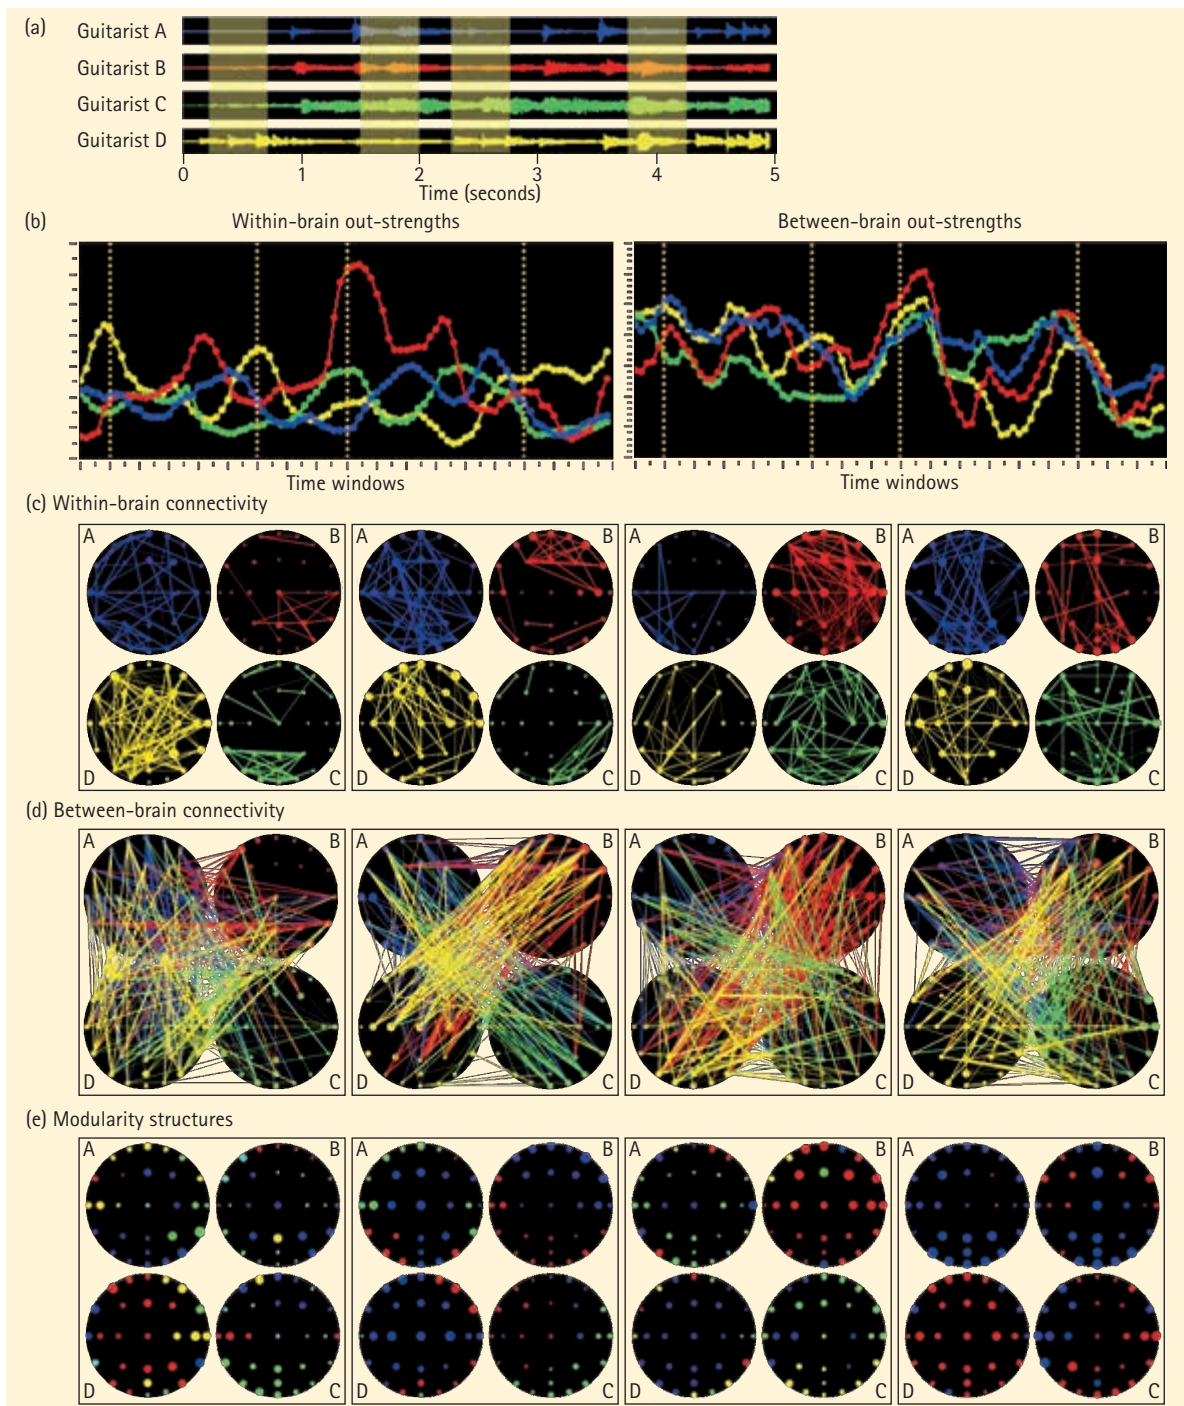 (a)
Guitarist A
Guitarist B
Guitarist C
Guitarist D
0 1 2 3 4 5
Time (seconds)
(b)
Within-brain out-strengths Between-brain out-strengths
Time windows Time windows
(c) Within-brain connectivity
A B A B A B A B
D C D C D C D C
(d) Between-brain connectivity
A B A B A B A B
D C D C D C D C
(e) Modularity structures
A B A B A B A B
D C D C D C D C